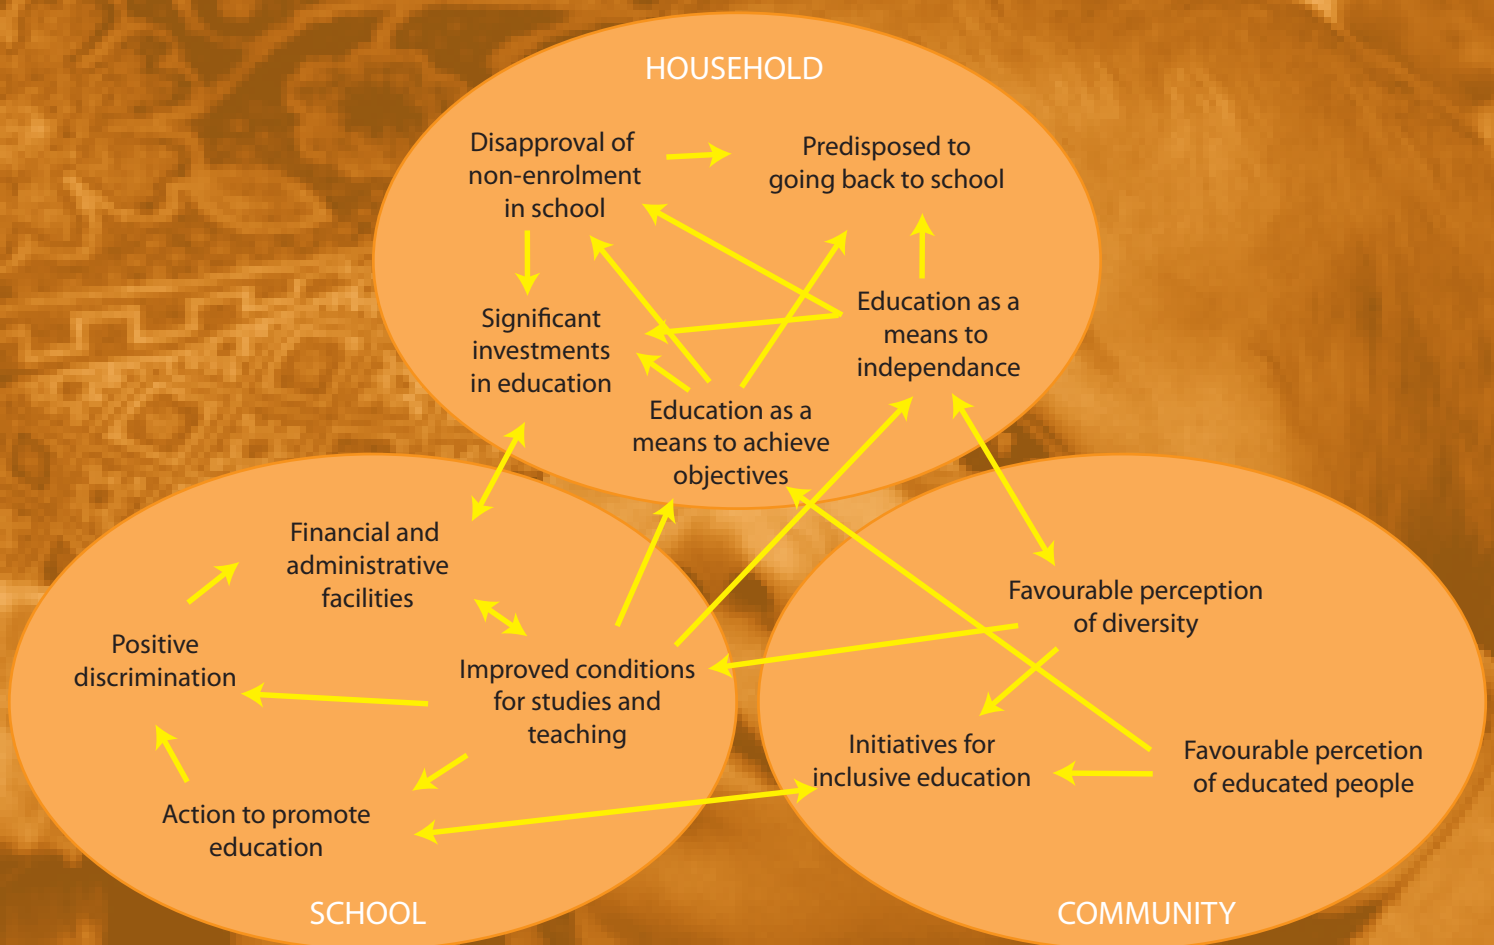 HOUSEHOLD
Disapproval of
non-enrolment
in school
Predisposed to
going back to school
Significant
investments
in education
Education as a
means to
independance
Education as a
means to achieve
objectives
Financial and
administrative
facilities
Positive
discrimination
Improved conditions
for studies and
teaching
Action to promote
education
SCHOOL
Favourable perception
of diversity
Initiatives for
inclusive education
Favourable percetion
of educated people
COMMUNITY